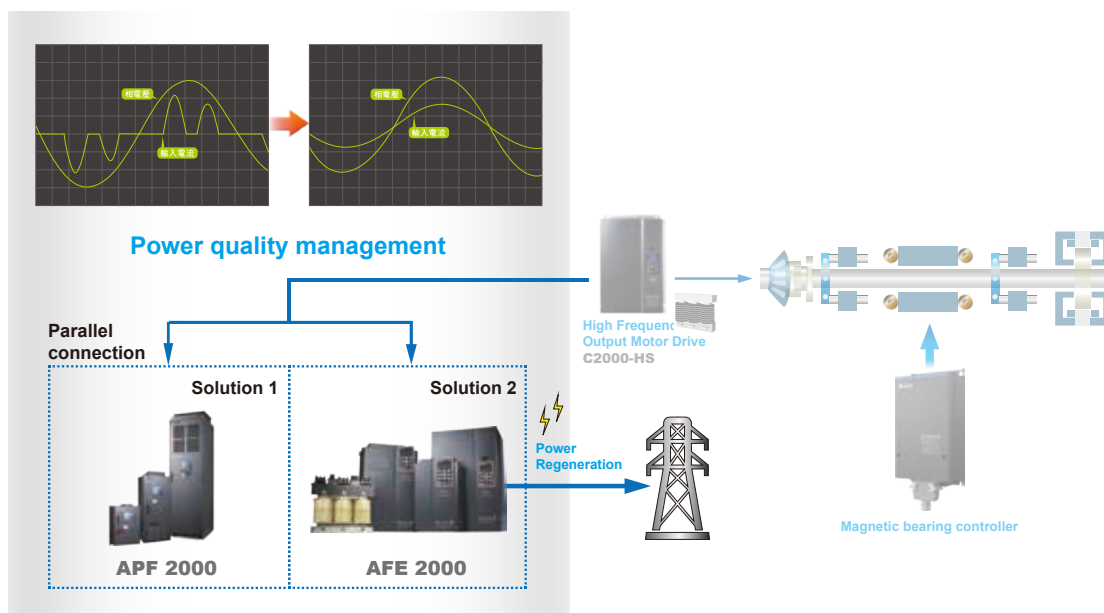 相電壓
輸入電流
相電壓
輸入電流
Power quality management
Parallel
connection
Solution 1
Solution 2
APF 2000
AFE 2000
Power
Regeneration
High Frequenc
Output Motor Drive
C2000-HS
Magnetic bearing controller